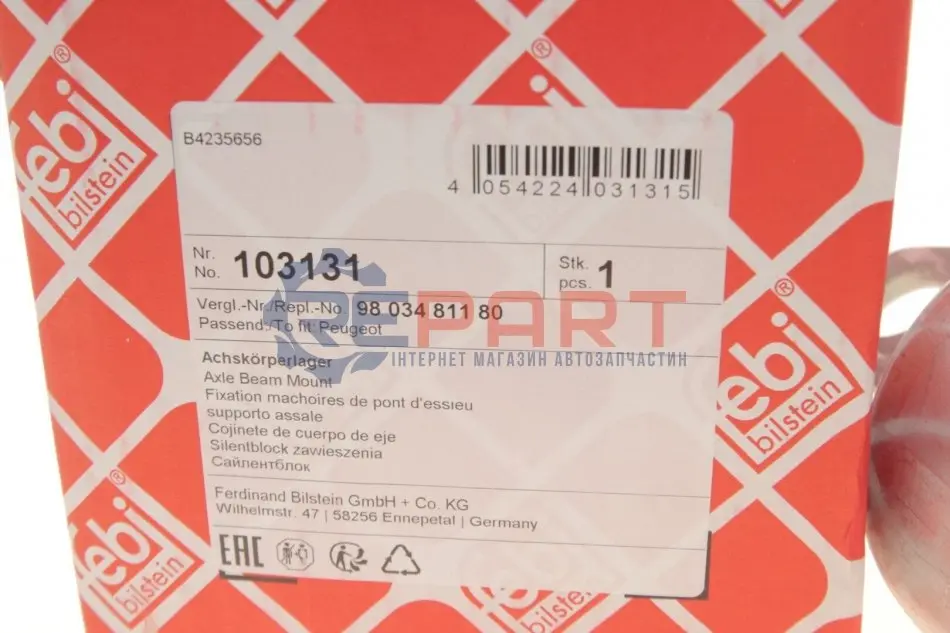 febi
bilstein
®
®
B4235656
4 054224 031315
Nr.
No. 103131
Stk.
pcs. 1
Vergl.-Nr./Repl.-No. 98 034 811 80
Passend./To fit: Peugeot
REPART
ІНТЕРНЕТ МАГАЗИН АВТОЗАПЧАСТИН
Achskörperlager
Axle Beam Mount
Fixation machoires de pont d'essieu
supporto assale
Cojinete de cuerpo de eje
Silentblock zawieszenia
Сайлентблок
Ferdinand Bilstein GmbH + Co. KG
Wilhelmstr. 47 | 58256 Ennepetal | Germany
EAC
®
febi
bilstein
febi
bilstein
febi
bilstein